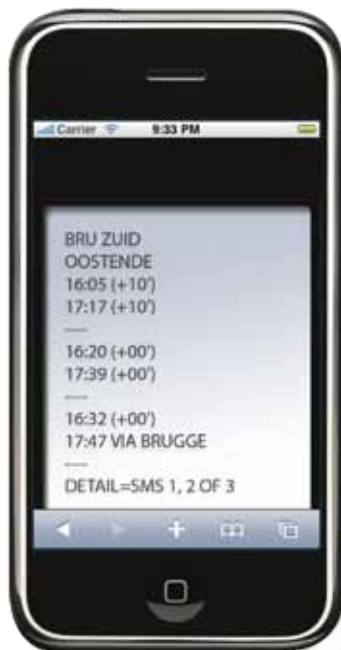 Carrier 9:33 PM
BRU ZUID
OOSTENDE
16:05 (+10')
17:17 (+10')
----
16:20 (+00')
17:39 (+00')
----
16:32 (+00')
17:47 VIA BRUGGE
----
DETAIL=SMS 1, 2 OF 3